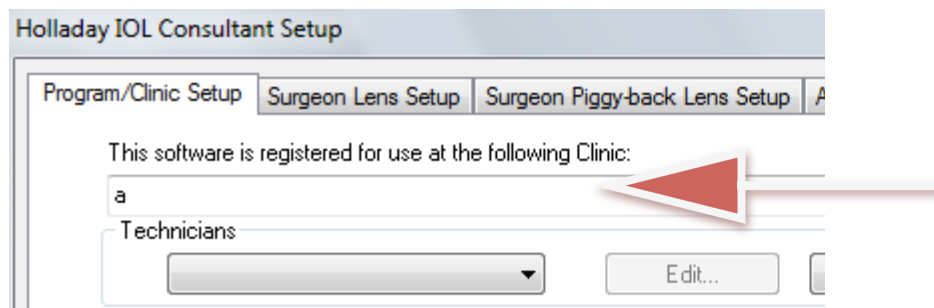 Holladay IOL Consultant Setup
Program/Clinic Setup Surgeon Lens Setup Surgeon Piggy-back Lens Setup A
This software is registered for use at the following Clinic:
a
Technicians
Edit...